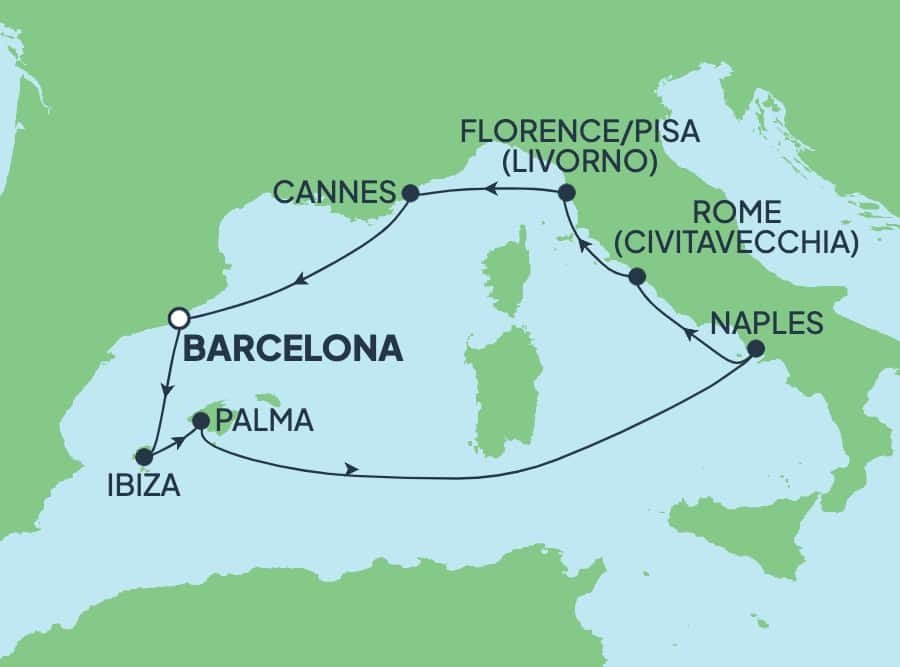 FLORENCE/PISA
(LIVORNO)
CANNES
ROME
(CIVITAVECCHIA)
NAPLES
BARCELONA
PALMA
IBIZA